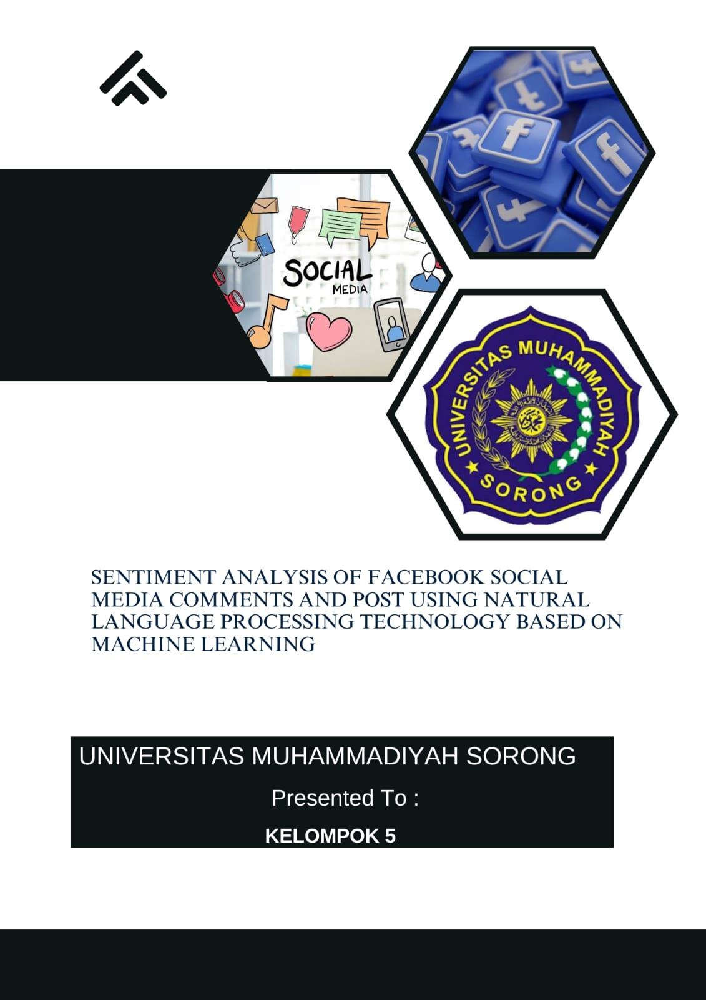 SOCIAL
MEDIA
UNIVERSITAS MUHAMMADIYAH
SORONG
SENTIMENT ANALYSIS OF FACEBOOK SOCIAL
MEDIA COMMENTS AND POST USING NATURAL
LANGUAGE PROCESSING TECHNOLOGY BASED ON
MACHINE LEARNING
UNIVERSITAS MUHAMMADIYAH SORONG
Presented To :
KELOMPOK 5